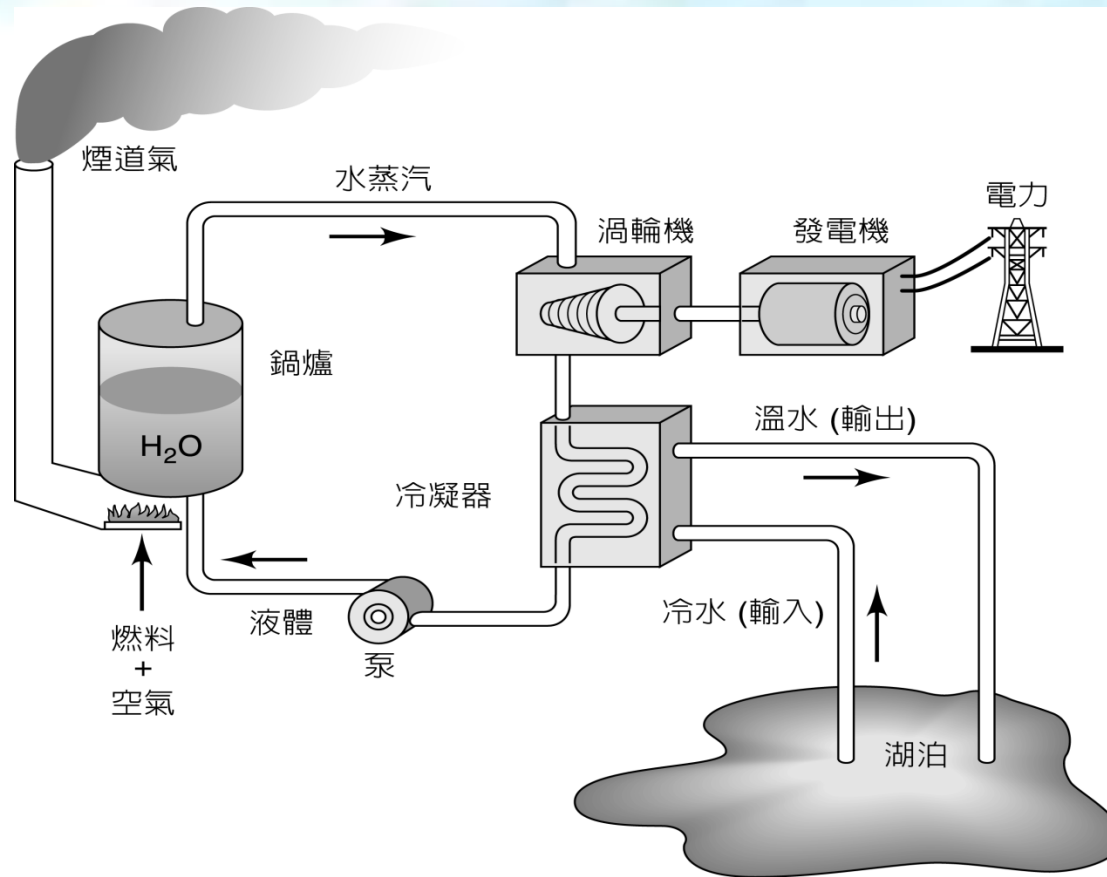 煙道氣
水蒸汽
渦輪機
發電機
電力
鍋爐
H₂O
冷凝器
溫水 (輸出)
冷水 (輸入)
液體
泵
燃料
+
空氣
湖泊